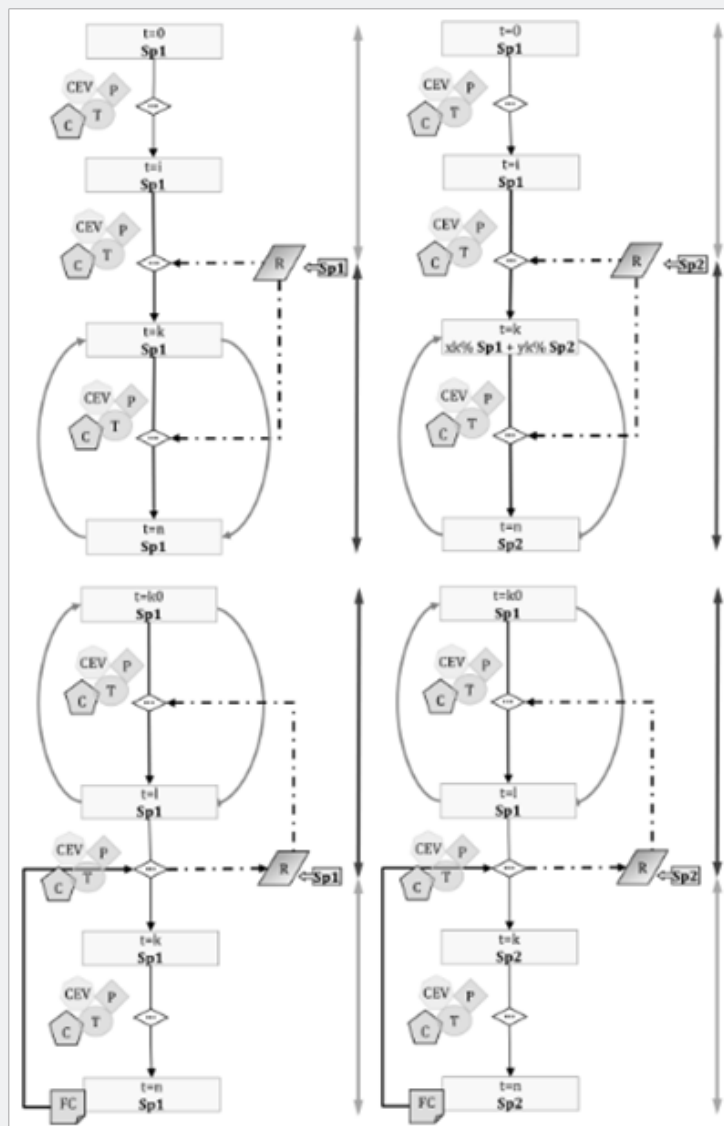 t=0
Sp1
CEV
P
C
T
t=i
Sp1
CEV
P
C
T
R
Sp1
t=k
Sp1
CEV
P
C
T
t=n
Sp1
t=0
Sp1
CEV
P
C
T
t=i
Sp1
CEV
P
C
T
R
Sp2
t=k
xk% Sp1 + yk% Sp2
CEV
P
C
T
t=n
Sp2
t=k0
Sp1
CEV
P
C
T
t=l
Sp1
CEV
P
C
T
R
Sp1
t=k
Sp1
CEV
P
C
T
FC
t=n
Sp1
t=k0
Sp1
CEV
P
C
T
t=l
Sp1
CEV
P
C
T
R
Sp2
t=k
Sp2
CEV
P
C
T
FC
t=n
Sp2